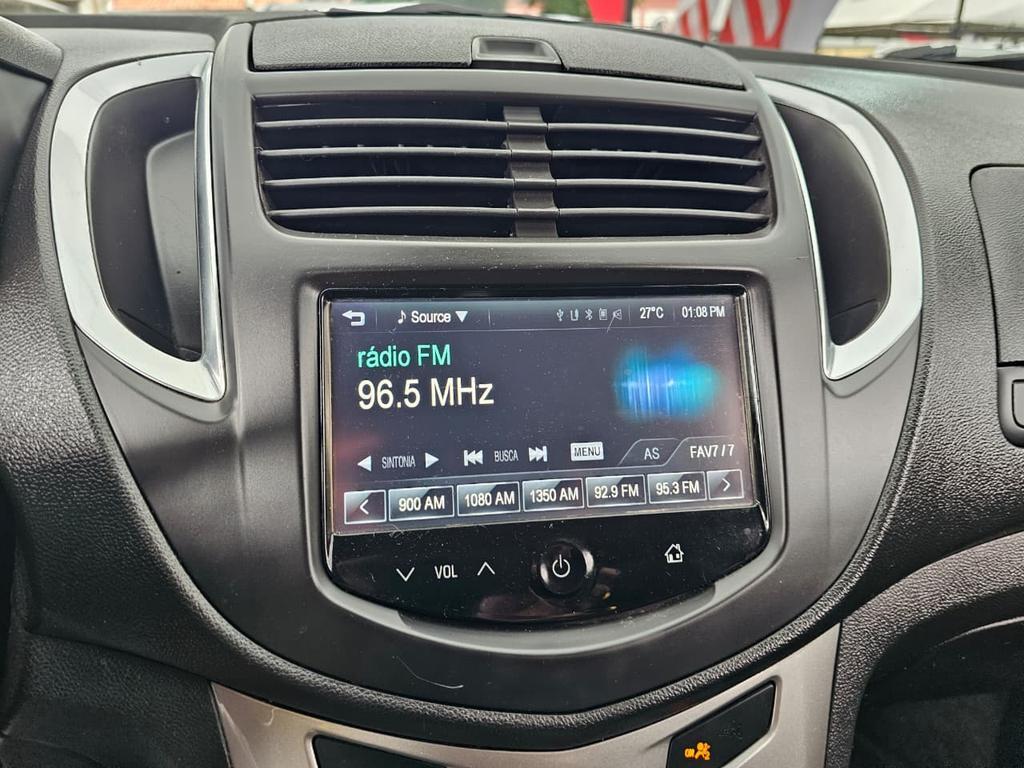 Source 27°C 01:08 PM
rádio FM
96.5 MHz
SINTONIA BUSCA MENU AS FAV7 / 7
900 AM 1080 AM 1350 AM 92.9 FM 95.3 FM
VOL